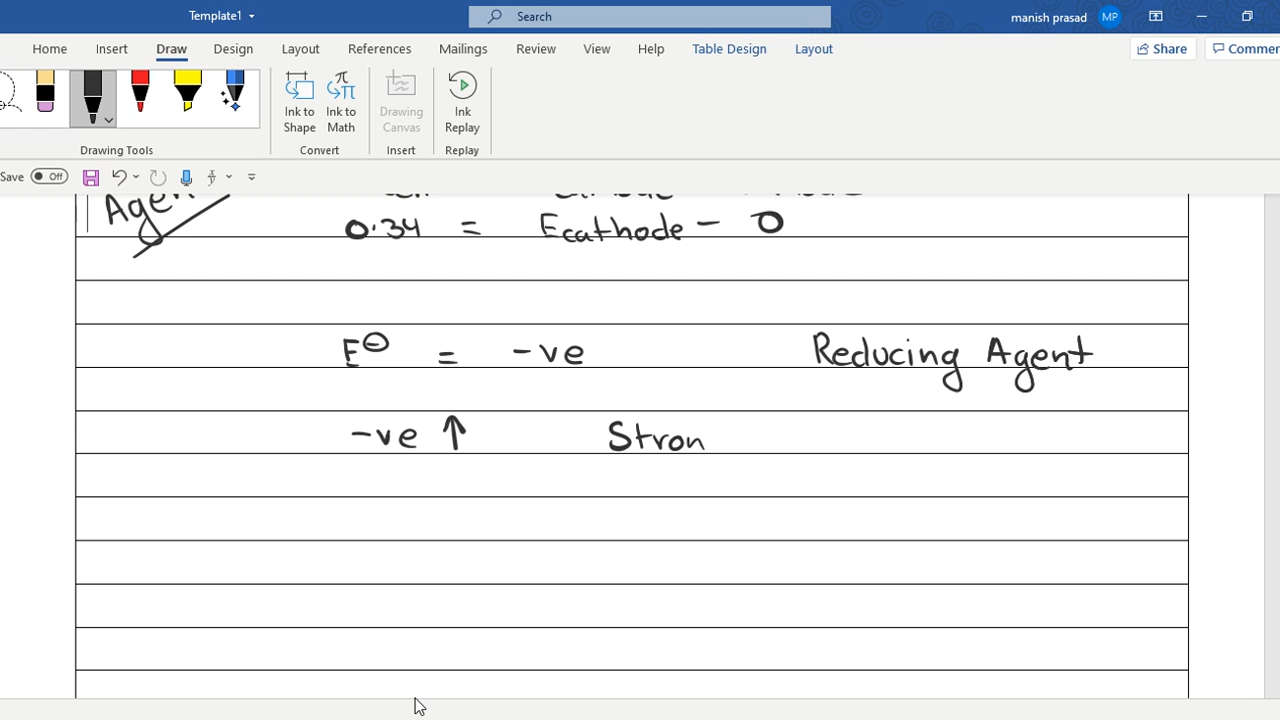 Template1
Search
manish prasad MP
Home Insert Draw Design Layout References Mailings Review View Help Table Design Layout Share Commer
Ink to Shape
Ink to Math
Drawing Canvas
Ink Replay
Drawing Tools Convert Insert Replay
Save Off
Agen
0.34 = Ecathode - 0
E⊖ = -ve Reducing Agent
-ve ↑ Stron